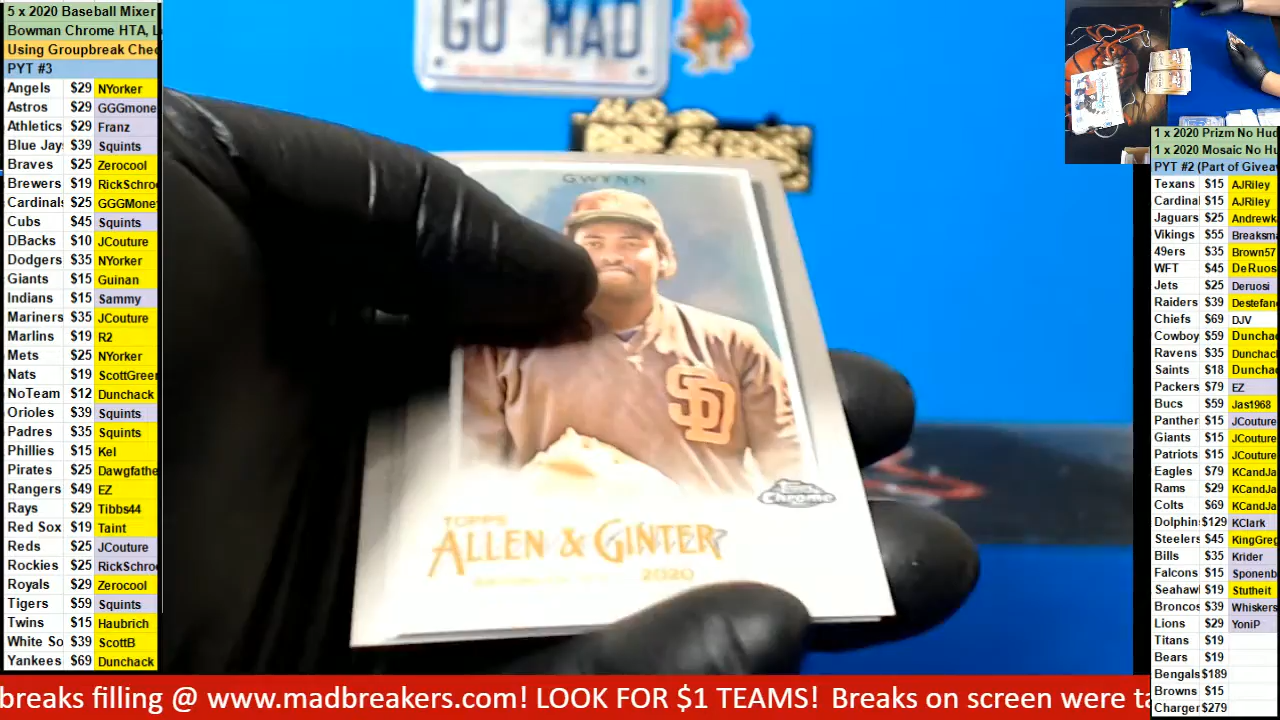 5 x 2020 Baseball Mixer
Bowman Chrome HTA, L
Using Groupbreak Chec
PYT #3
Angels $29 NYorker
Astros $29 GGGmone
Athletics $29 Franz
Blue Jay $39 Squints
Braves $25 Zerocool
Brewers $19 RickSchro
Cardinals $25 GGGMone
Cubs $45 Squints
DBacks $10 JCouture
Dodgers $35 NYorker
Giants $15 Guinan
Indians $15 Sammy
Mariners $35 JCouture
Marlins $19 R2
Mets $25 NYorker
Nats $19 ScottGreen
NoTeam $12 Dunchack
Orioles $39 Squints
Padres $35 Squints
Phillies $15 Kel
Pirates $25 Dawgfathe
Rangers $49 EZ
Rays $29 Tibbs44
Red Sox $19 Taint
Reds $25 JCouture
Rockies $25 RickSchro
Royals $29 Zerocool
Tigers $59 Squints
Twins $15 Haubrich
White So $39 ScottB
Yankees $69 Dunchack
GO MAD
GWYNN
SD
Topps
Chrome
TOPPS
ALLEN & GINTER
2020
1 x 2020 Prizm No Hud
1 x 2020 Mosaic No Hu
PYT #2 (Part of Giveaw
Texans $15 AJRiley
Cardinal $15 AJRiley
Jaguars $25 Andrewk
Vikings $55 Breaksma
49ers $35 Brown57
WFT $45 DeRuos
Jets $25 Deruosi
Raiders $39 Destefan
Chiefs $69 DJV
Cowboy $59 Dunchac
Ravens $35 Dunchac
Saints $18 Dunchac
Packers $79 EZ
Bucs $59 Jas1968
Panther $15 JCouture
Giants $15 JCouture
Patriots $15 JCouture
Eagles $79 KCandJa
Rams $29 KCandJa
Colts $69 KCandJa
Dolphin $129 KClark
Steelers $45 KingGreg
Bills $35 Krider
Falcons $15 Sponenb
Seahaw $19 Stutheit
Broncos $39 Whiskers
Lions $29 YoniP
Titans $19
Bears $19
Bengals $189
Browns $15
Charger $279
breaks filling @ www.madbreakers.com! LOOK FOR $1 TEAMS! Breaks on screen were ta